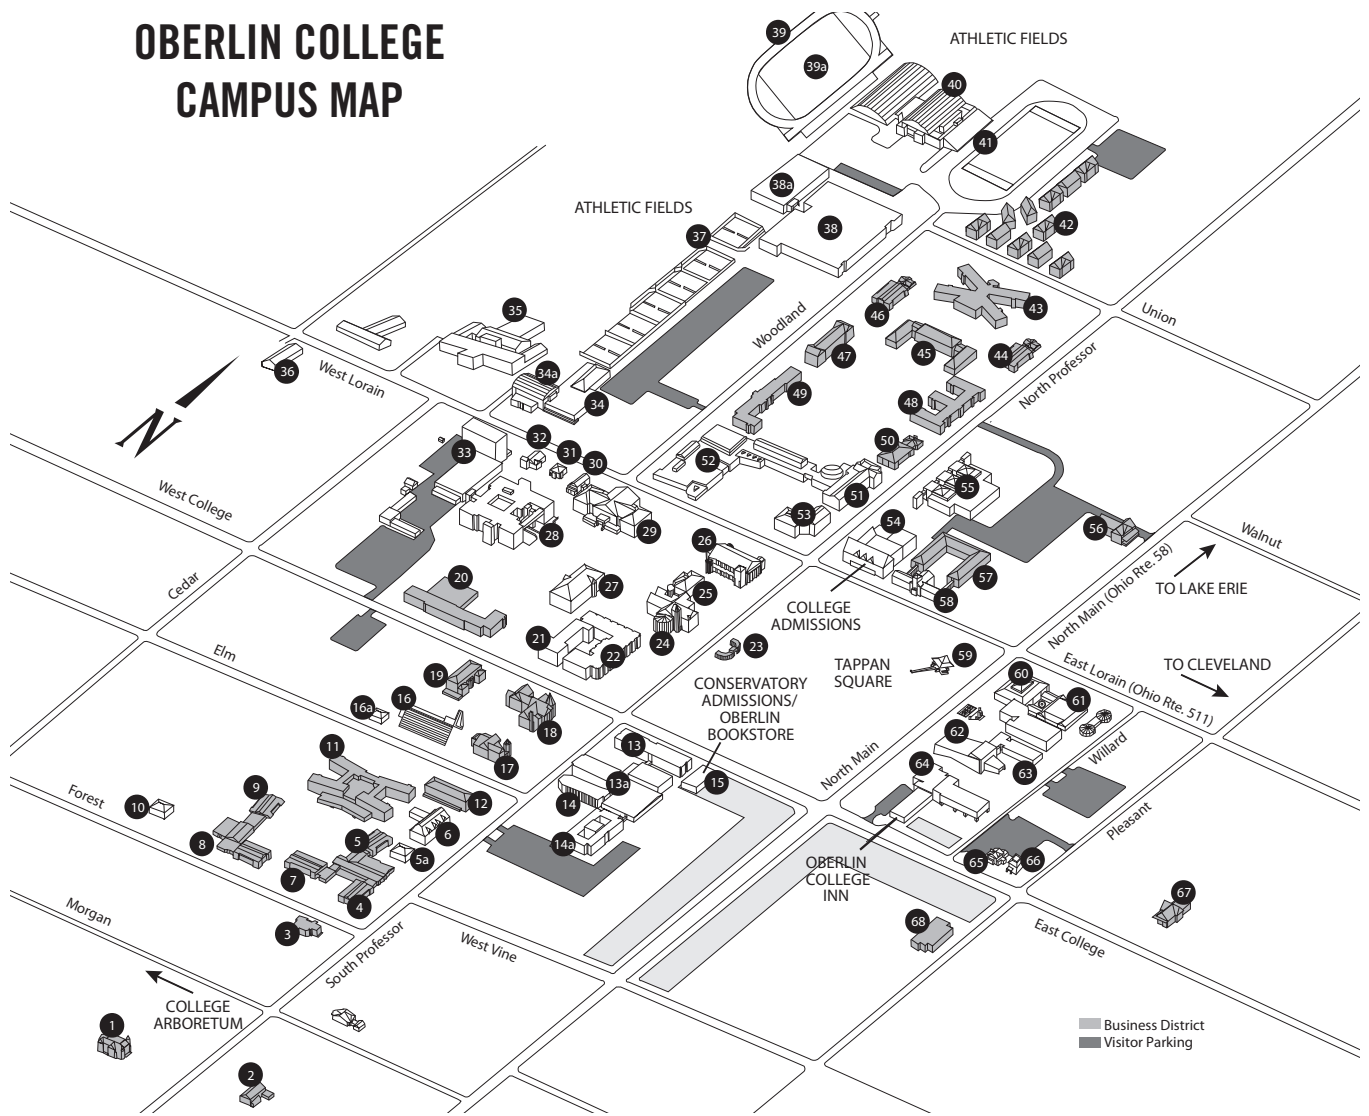 OBERLIN COLLEGE
CAMPUS MAP
39
39a
ATHLETIC FIELDS
40
41
38a
ATHLETIC FIELDS
38
37
42
43
46
Union
35
Woodland
47
45
44
36
West Lorain
34a
34
49
48
North Professor
32
31
30
33
52
50
51
55
West College
53
54
56
Walnut
28
29
26
TO LAKE ERIE
20
27
25
57
58
COLLEGE
ADMISSIONS
North Main (Ohio Rte. 58)
Cedar
21
22
24
23
TAPPAN
SQUARE
59
Elm
19
CONSERVATORY
ADMISSIONS/
OBERLIN
BOOKSTORE
60
61
East Lorain (Ohio Rte. 511)
TO CLEVELAND
16a
16
18
17
13
13a
15
North Main
62
63
64
Willard
11
12
14
14a
Forest
10
9
8
6
5
5a
7
4
Pleasant
OBERLIN
COLLEGE
INN
65
66
67
Morgan
3
South Professor
West Vine
68
East College
COLLEGE
ARBORETUM
1
2
Business District
Visitor Parking
N